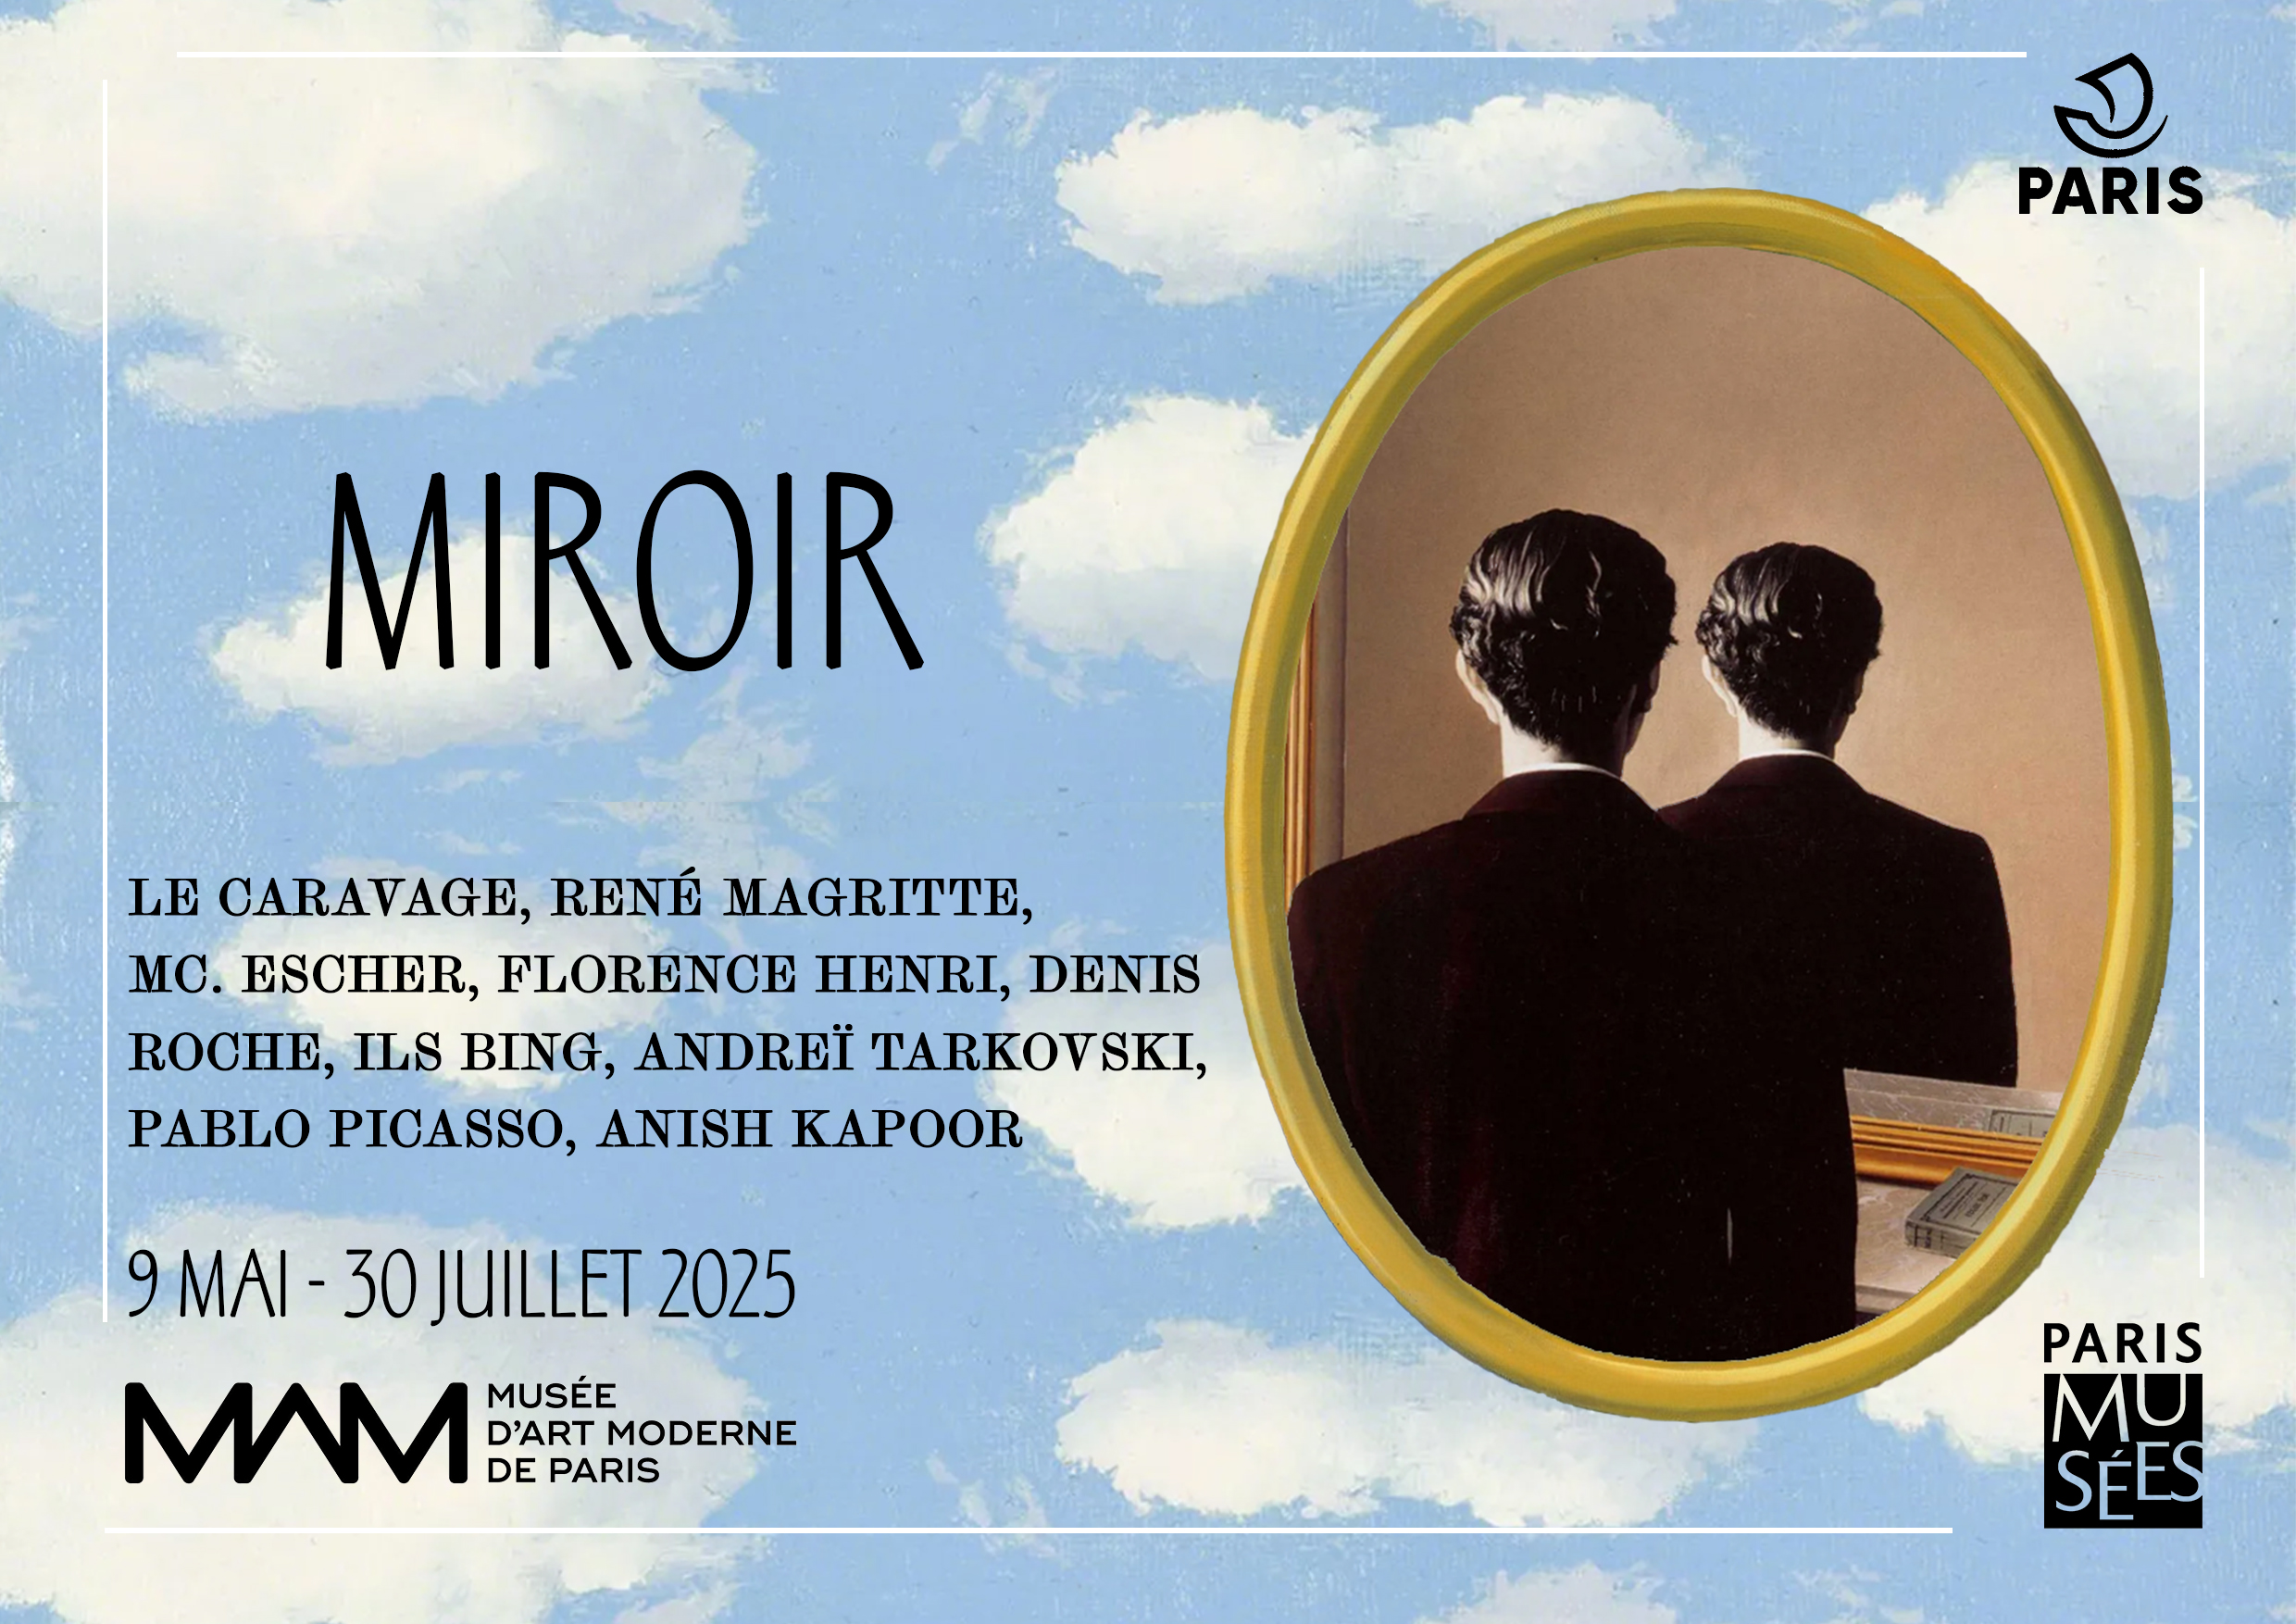 PARIS
MIROIR
LE CARAVAGE, RENÉ MAGRITTE,
MC. ESCHER, FLORENCE HENRI, DENIS
ROCHE, ILS BING, ANDREÏ TARKOVSKI,
PABLO PICASSO, ANISH KAPOOR
9 MAI - 30 JUILLET 2025
MAM
MUSÉE
D'ART MODERNE
DE PARIS
PARIS
MU
SÉES